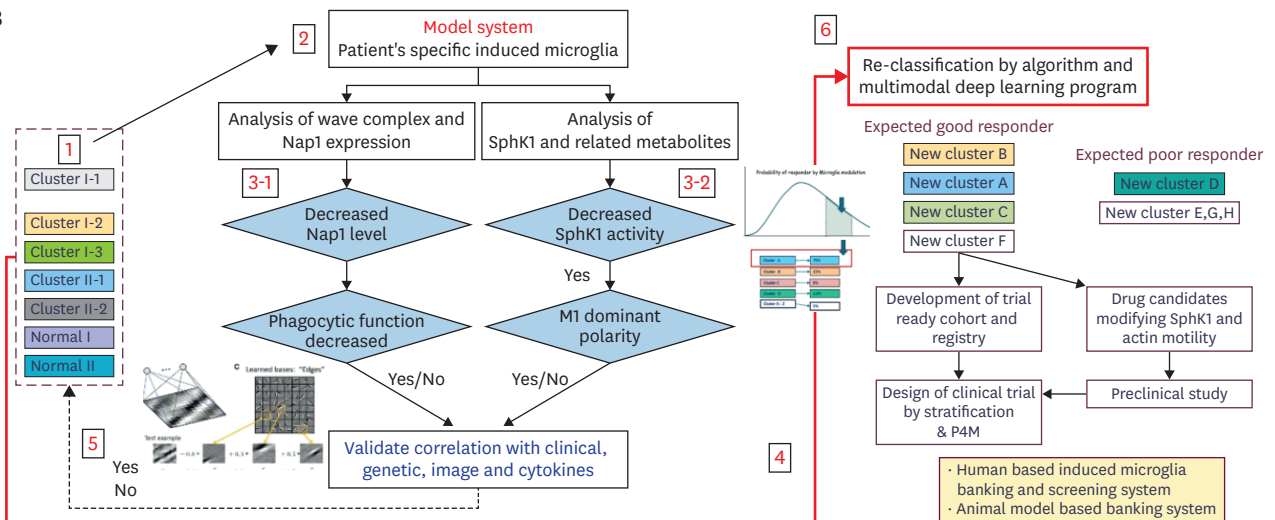 2
Model system
Patient's specific induced microglia
Analysis of wave complex and
Nap1 expression
Analysis of
SphK1 and related metabolites
1
Cluster I-1
Cluster I-2
Cluster I-3
Cluster II-1
Cluster II-2
Normal I
Normal II
3-1
Decreased
Nap1 level
3-2
Decreased
SphK1 activity
Yes
Phagocytic function
decreased
M1 dominant
polarity
Yes/No
Yes/No
C Learned bases: "Edges"
Test example
Validate correlation with clinical,
genetic, image and cytokines
5
Yes
No
Probability of responder by Microglia modulation
4
6
Re-classification by algorithm and
multimodal deep learning program
Expected good responder
New cluster B
New cluster A
New cluster C
New cluster F
Expected poor responder
New cluster D
New cluster E,G,H
Development of trial
ready cohort and
registry
Drug candidates
modifying SphK1 and
actin motility
Design of clinical trial
by stratification
& P4M
Preclinical study
· Human based induced microglia
banking and screening system
· Animal model based banking system